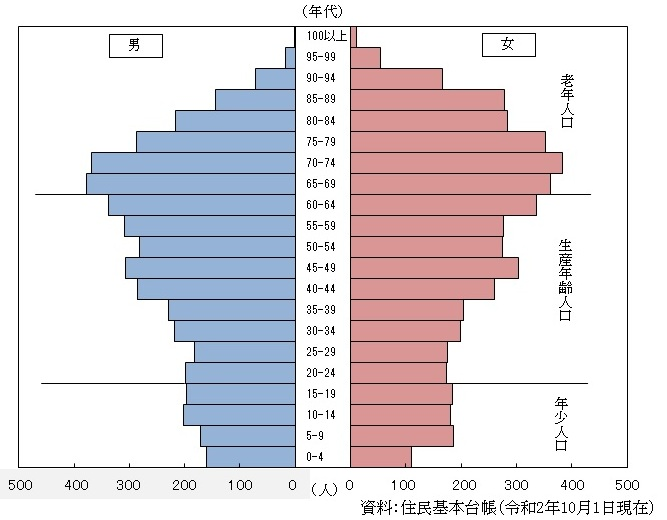 (年代)
男
女
100以上
95-99
90-94
85-89
80-84
75-79
70-74
65-69
60-64
55-59
50-54
45-49
40-44
35-39
30-34
25-29
20-24
15-19
10-14
5-9
0-4
老年人口
生産年齢人口
年少人口
500 400 300 200 100 0 (人) 0 100 200 300 400 500
資料:住民基本台帳(令和2年10月1日現在)